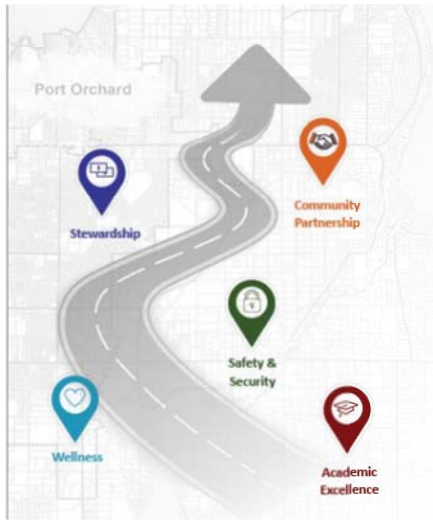 Port Orchard
Stewardship
Community
Partnership
Safety &
Security
Wellness
Academic
Excellence